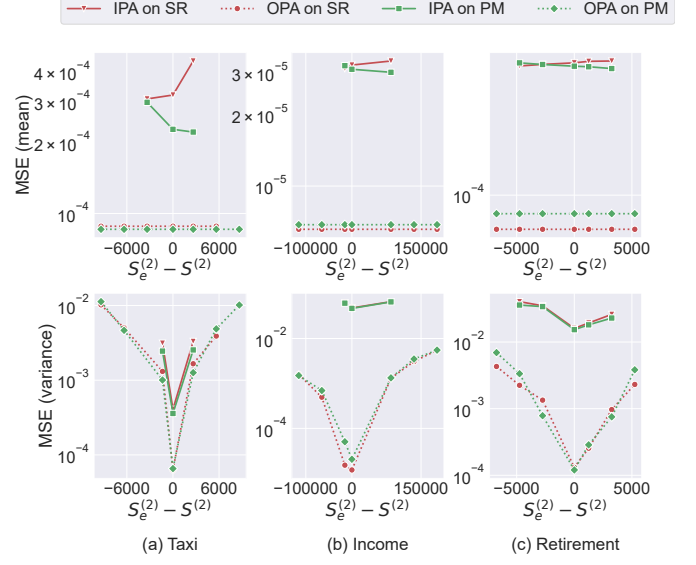 IPA on SR OPA on SR IPA on PM OPA on PM
MSE (mean)
4 × 10⁻⁴
3 × 10⁻⁴
2 × 10⁻⁴
10⁻⁴
−6000 0 6000
S_e^(2) − S^(2)
3 × 10⁻⁵
2 × 10⁻⁵
10⁻⁵
−100000 0 150000
S_e^(2) − S^(2)
10⁻⁴
−5000 0 5000
S_e^(2) − S^(2)
MSE (variance)
10⁻²
10⁻³
10⁻⁴
−6000 0 6000
S_e^(2) − S^(2)
10⁻²
10⁻⁴
−100000 0 150000
S_e^(2) − S^(2)
10⁻²
10⁻³
10⁻⁴
−5000 0 5000
S_e^(2) − S^(2)
(a) Taxi (b) Income (c) Retirement